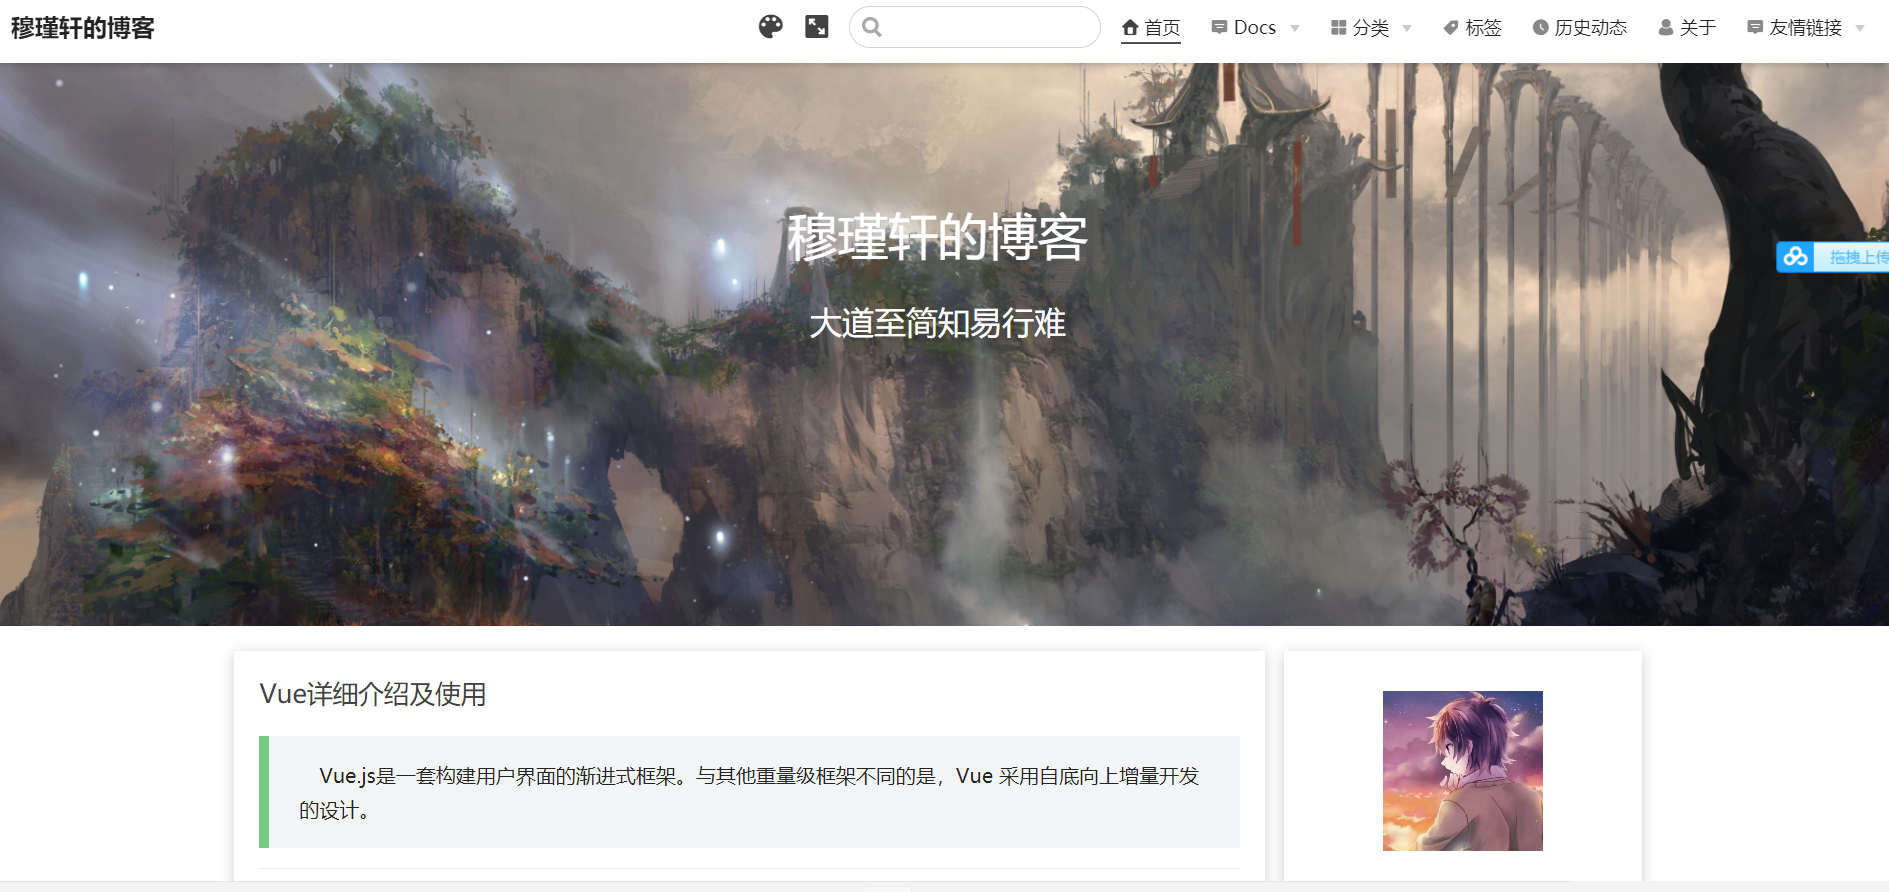 穆瑾轩的博客
首页 Docs 分类 标签 历史动态 关于 友情链接
穆瑾轩的博客
大道至简知易行难
拖拽上传
Vue详细介绍及使用
Vue.js是一套构建用户界面的渐进式框架。与其他重量级框架不同的是，Vue 采用自底向上增量开发
的设计。